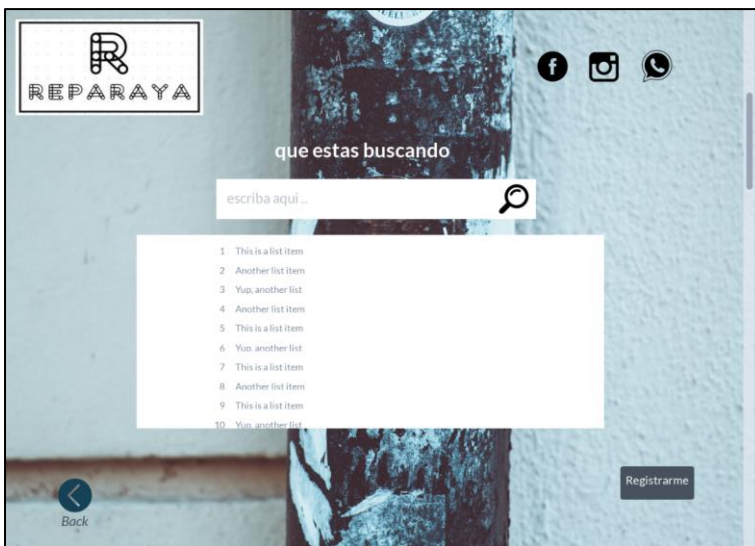 R
REPARAYA
que estas buscando
escriba aqui ..
1 This is a list item
2 Another list item
3 Yup, another list
4 Another list item
5 This is a list item
6 Yup, another list
7 This is a list item
8 Another list item
9 This is a list item
10 Yup, another list
Registrarme
Back